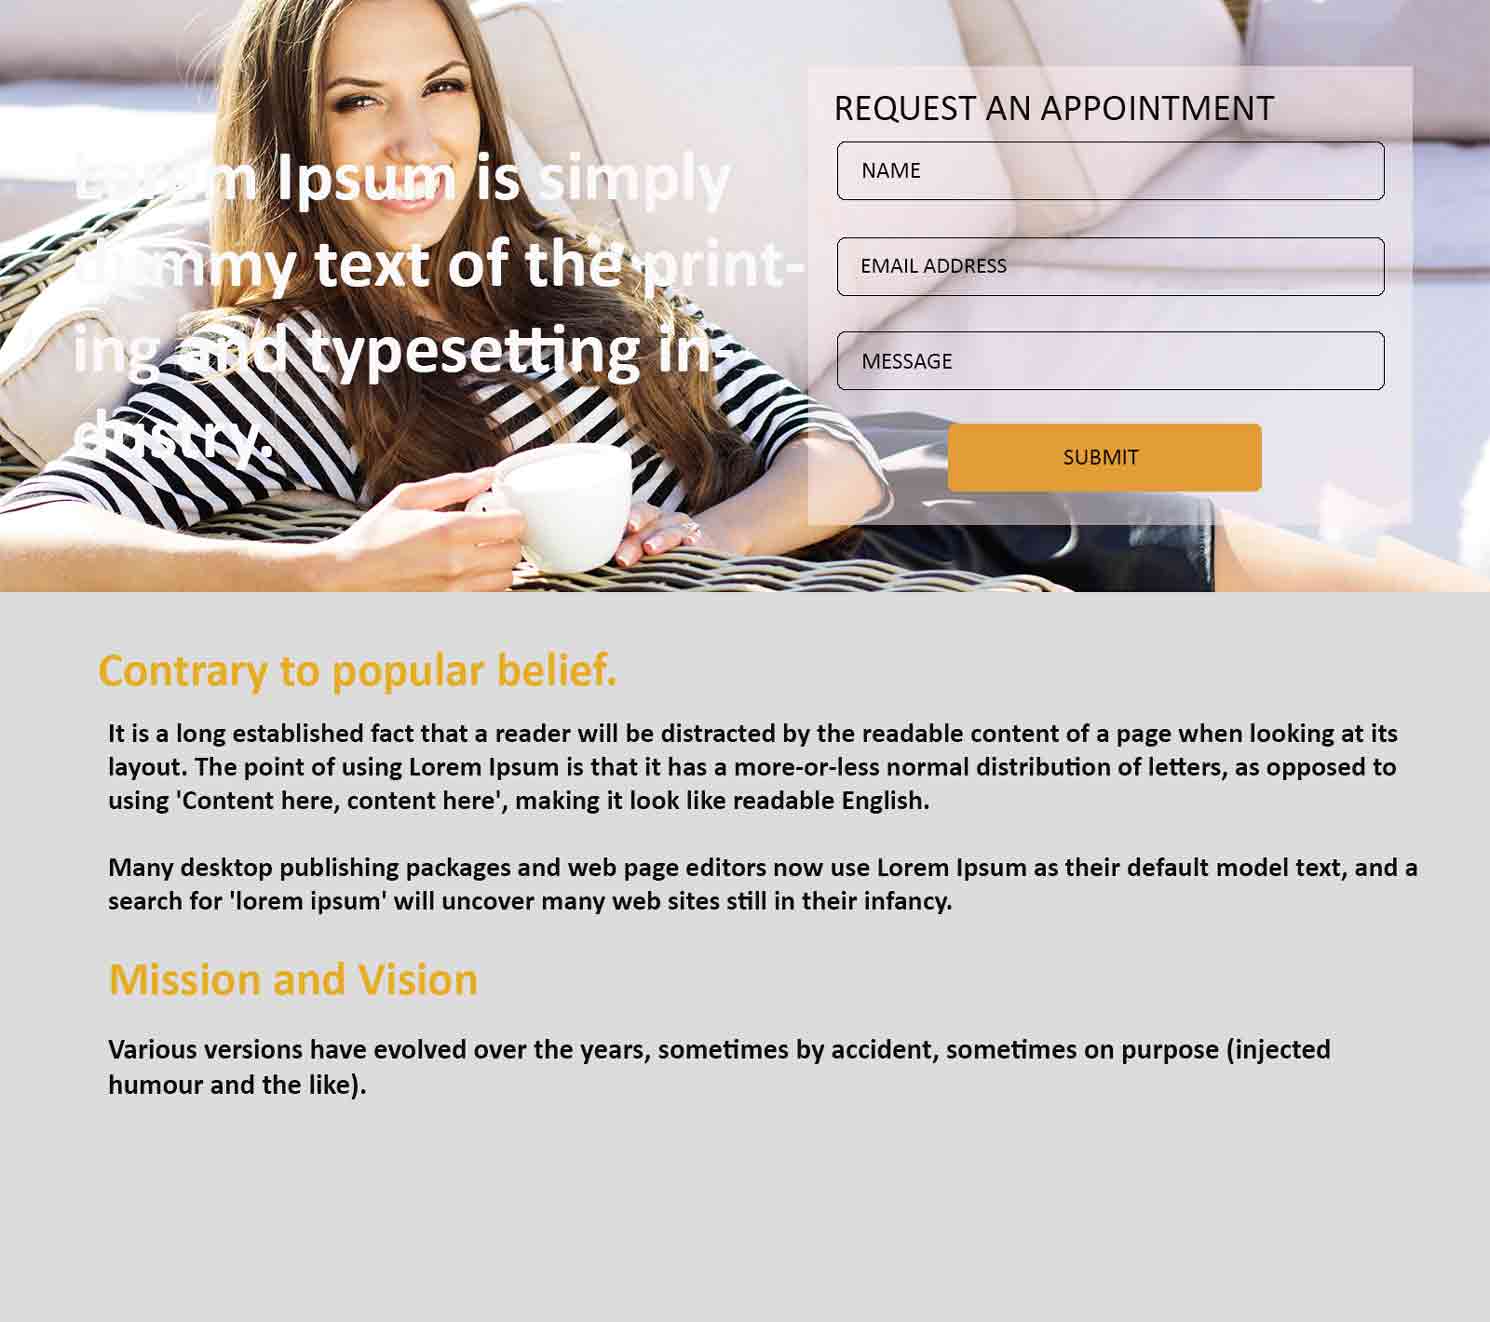 Lorem Ipsum is simply
dummy text of the print-
ing and typesetting in-
dustry.
REQUEST AN APPOINTMENT
NAME
EMAIL ADDRESS
MESSAGE
SUBMIT
Contrary to popular belief.
It is a long established fact that a reader will be distracted by the readable content of a page when looking at its
layout. The point of using Lorem Ipsum is that it has a more-or-less normal distribution of letters, as opposed to
using 'Content here, content here', making it look like readable English.
Many desktop publishing packages and web page editors now use Lorem Ipsum as their default model text, and a
search for 'lorem ipsum' will uncover many web sites still in their infancy.
Mission and Vision
Various versions have evolved over the years, sometimes by accident, sometimes on purpose (injected
humour and the like).